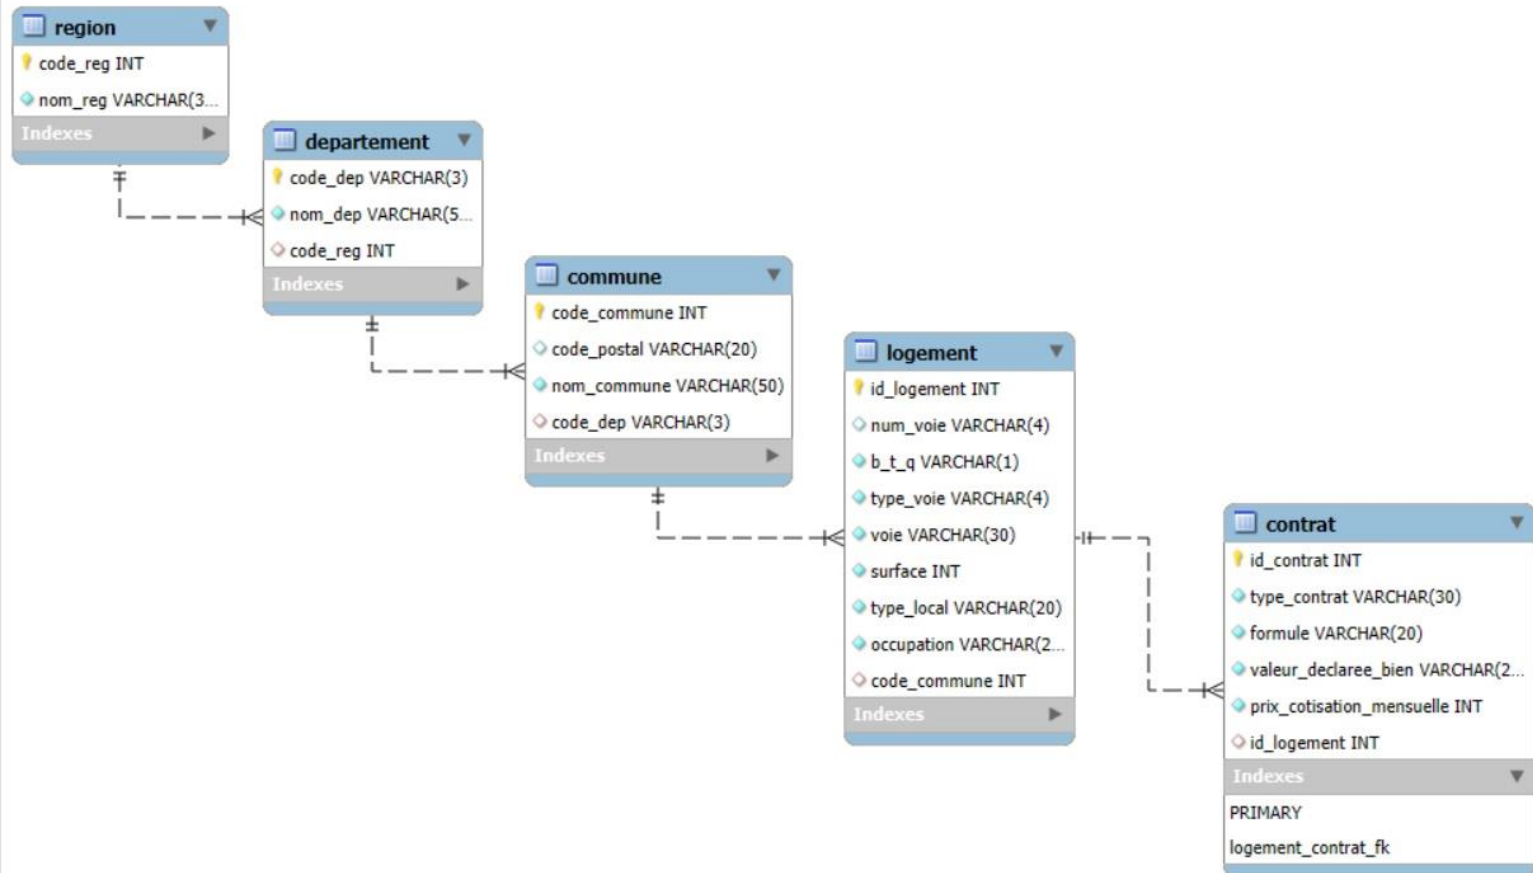 region
code_reg INT
nom_reg VARCHAR(3...
Indexes
departement
code_dep VARCHAR(3)
nom_dep VARCHAR(5...
code_reg INT
Indexes
commune
code_commune INT
code_postal VARCHAR(20)
nom_commune VARCHAR(50)
code_dep VARCHAR(3)
Indexes
logement
id_logement INT
num_voie VARCHAR(4)
b_t_q VARCHAR(1)
type_voie VARCHAR(4)
voie VARCHAR(30)
surface INT
type_local VARCHAR(20)
occupation VARCHAR(2...
code_commune INT
Indexes
contrat
id_contrat INT
type_contrat VARCHAR(30)
formule VARCHAR(20)
valeur_declaree_bien VARCHAR(2...
prix_cotisation_mensuelle INT
id_logement INT
Indexes
PRIMARY
logement_contrat_fk